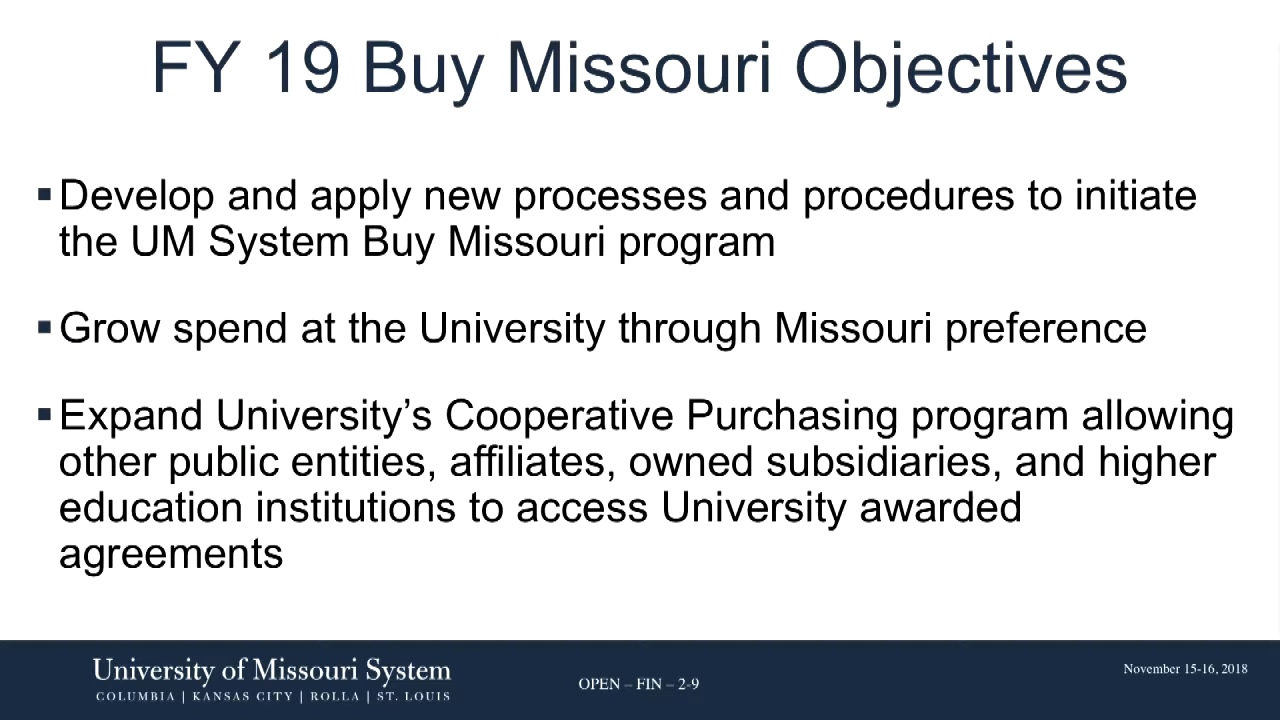 FY 19 Buy Missouri Objectives
▪Develop and apply new processes and procedures to initiate
the UM System Buy Missouri program
▪Grow spend at the University through Missouri preference
▪Expand University’s Cooperative Purchasing program allowing
other public entities, affiliates, owned subsidiaries, and higher
education institutions to access University awarded
agreements
University of Missouri System
COLUMBIA | KANSAS CITY | ROLLA | ST. LOUIS
OPEN – FIN – 2-9
November 15-16, 2018